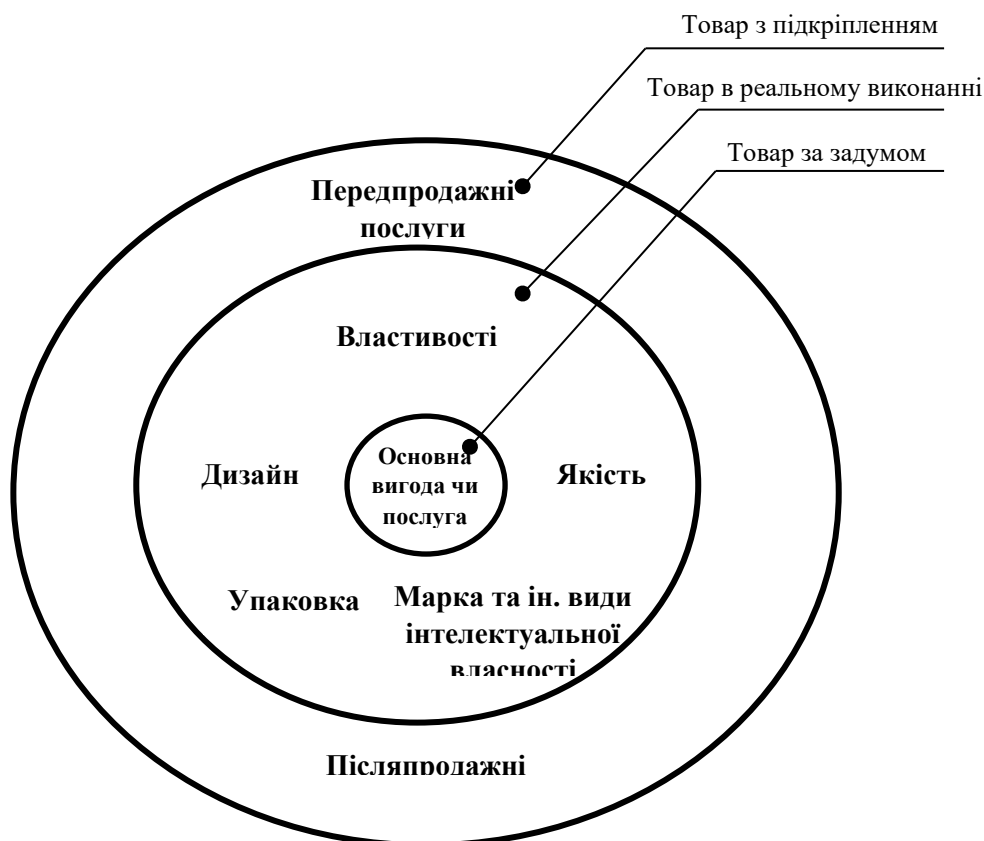 Товар з підкріпленням
Товар в реальному виконанні
Товар за задумом
Передпродажні
послуги
Властивості
Основна
вигода чи
послуга
Дизайн
Якість
Упаковка
Марка та ін. види
інтелектуальної
власності
Післяпродажні